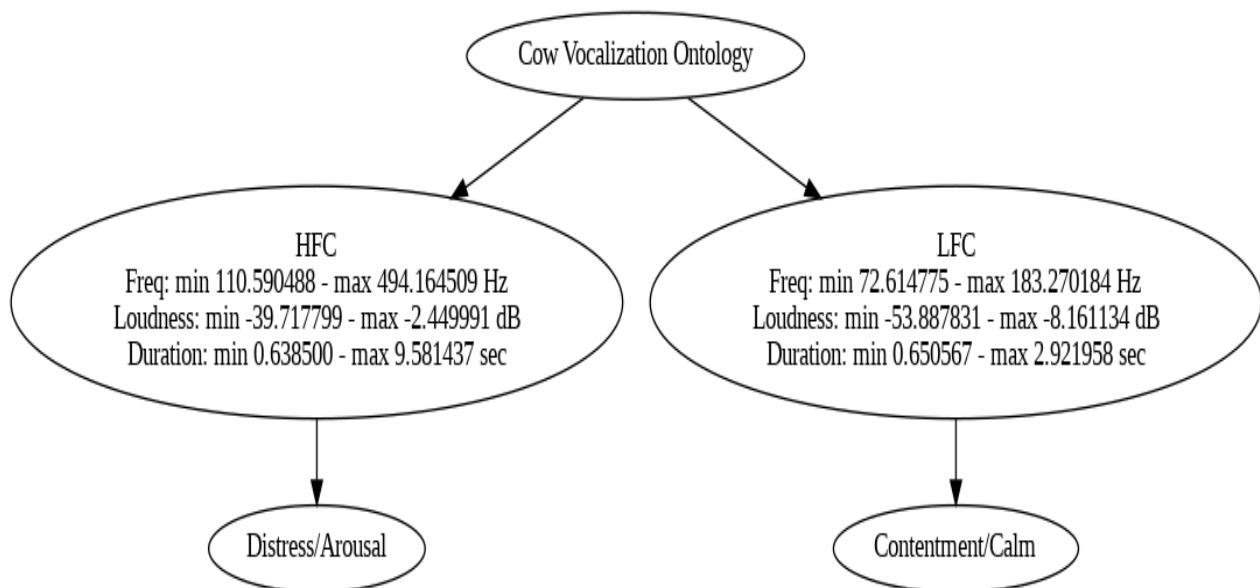 Cow Vocalization Ontology
HFC
Freq: min 110.590488 - max 494.164509 Hz
Loudness: min -39.717799 - max -2.449991 dB
Duration: min 0.638500 - max 9.581437 sec
LFC
Freq: min 72.614775 - max 183.270184 Hz
Loudness: min -53.887831 - max -8.161134 dB
Duration: min 0.650567 - max 2.921958 sec
Distress/Arousal
Contentment/Calm